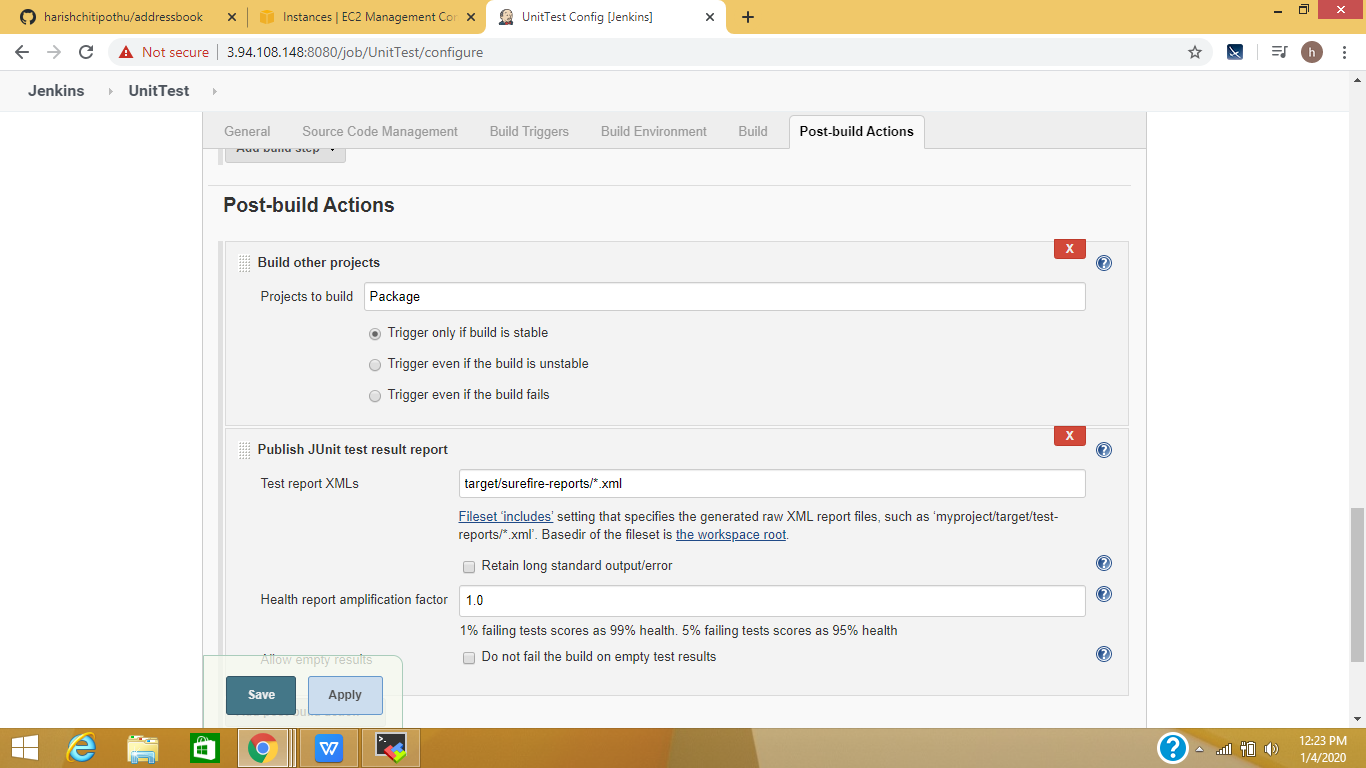 harishchitipothu/addressbook
Instances | EC2 Management Con
UnitTest Config [Jenkins]
Not secure
3.94.108.148:8080/job/UnitTest/configure
h
Jenkins
UnitTest
General
Source Code Management
Build Triggers
Build Environment
Build
Post-build Actions
Add build step
Post-build Actions
X
Build other projects
Projects to build
Package
Trigger only if build is stable
Trigger even if the build is unstable
Trigger even if the build fails
X
Publish JUnit test result report
Test report XMLs
target/surefire-reports/*.xml
Fileset ‘includes’ setting that specifies the generated raw XML report files, such as ‘myproject/target/test-
reports/*.xml’. Basedir of the fileset is the workspace root.
Retain long standard output/error
Health report amplification factor
1.0
1% failing tests scores as 99% health. 5% failing tests scores as 95% health
Allow empty results
Do not fail the build on empty test results
Save
Apply
12:23 PM
1/4/2020